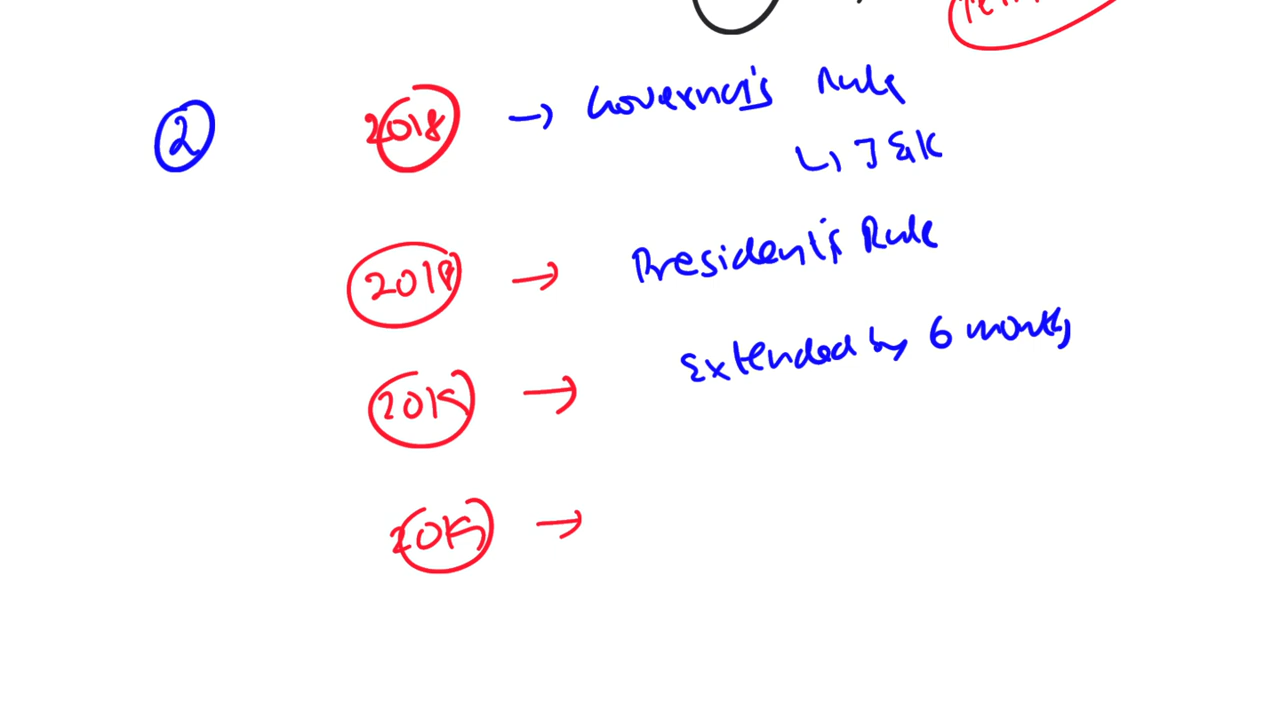 ② 2018 → Governor's Rule
↳ J&K
2018 → President's Rule
2019 → Extended by 6 months
2019 →